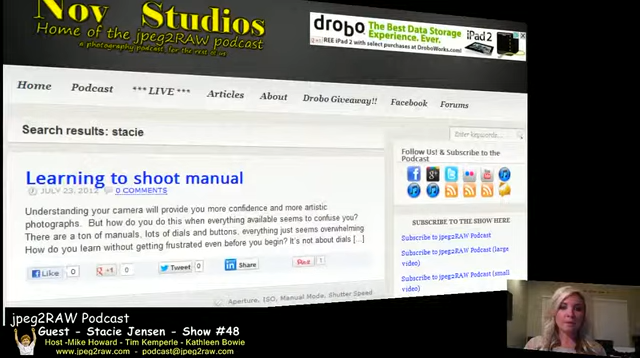 Nov Studios
Home of the jpeg2RAW podcast
a photography podcast for the rest of us
drobo
The Best Data Storage
Experience. Ever.
FREE iPad 2 with select purchases at DroboWorks.com
iPad 2
Home
Podcast
*** LIVE ***
Articles
About
Drobo Giveaway!!
Facebook
Forums
Search results: stacie
Enter keywords...
Learning to shoot manual
JULY 23, 2012
0 COMMENTS
Understanding your camera will provide you more confidence and more artistic
photographs. But how do you do this when everything available seems to confuse you?
There are a ton of manuals, lots of dials and buttons, everything just seems overwhelming
How do you learn without getting frustrated even before you begin? It's not about dials [...]
Like 0
+1 0
Tweet 0
Share
Pin it 1
Aperture, ISO, Manual Mode, Shutter Speed
Follow Us! & Subscribe to the
Podcast
SUBSCRIBE TO THE SHOW HERE
Subscribe to jpeg2RAW Podcast
Subscribe to jpeg2RAW Podcast (large
video)
Subscribe to jpeg2RAW Podcast (small
video)
jpeg2RAW Podcast
Guest - Stacie Jensen - Show #48
Host -Mike Howard - Tim Kemperle - Kathleen Bowie
www.jpeg2raw.com - podcast@jpeg2raw.com